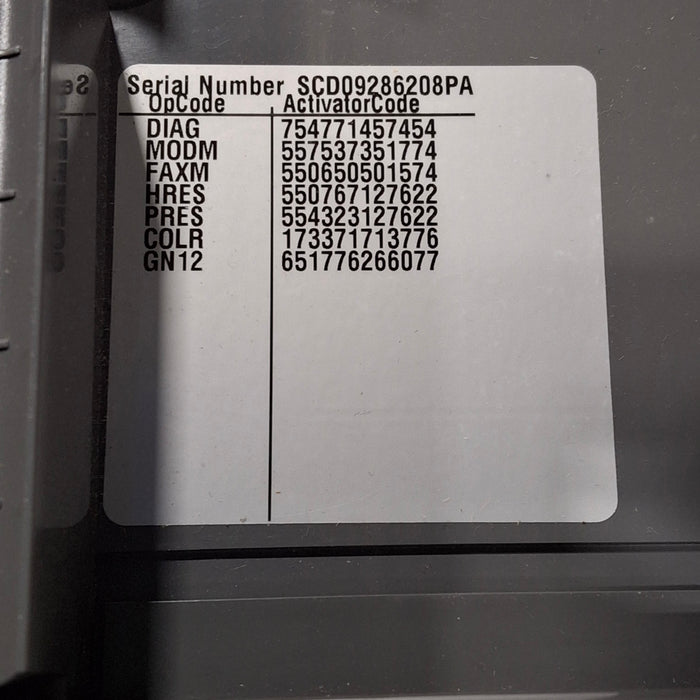 Serial Number SCD09286208PA
OpCode ActivatorCode
DIAG 754771457454
MODM 557537351774
FAXM 550650501574
HRES 550767127622
PRES 554323127622
COLR 173371713776
GN12 651776266077